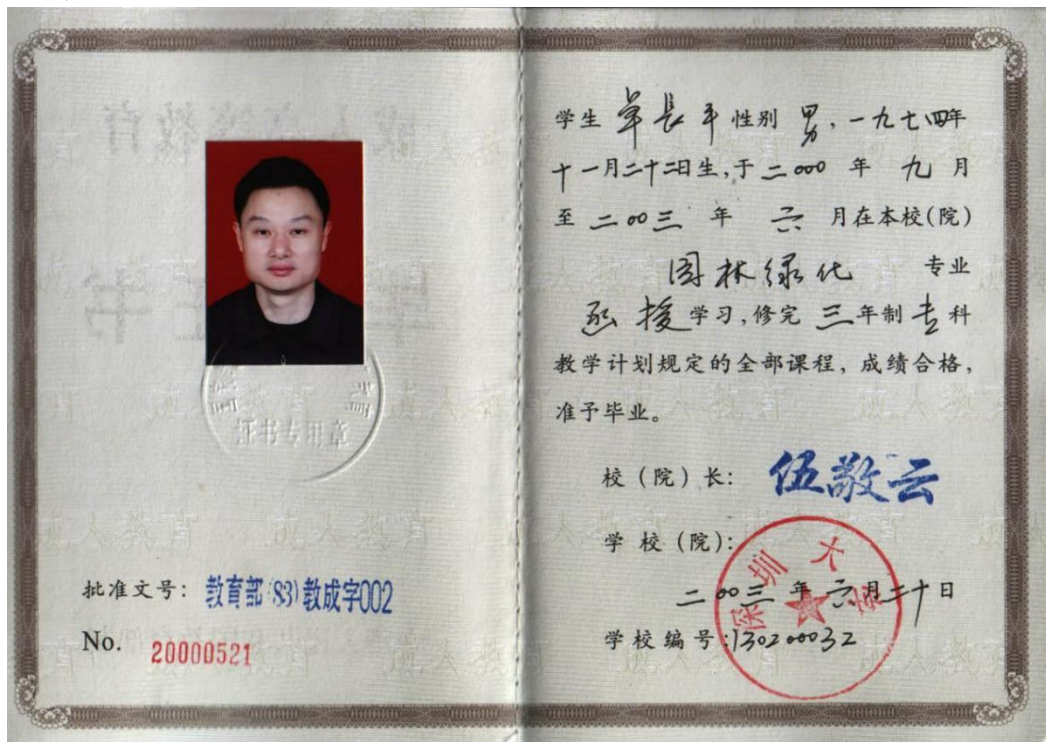 证书专用章
批准文号: 教育部(83)教成字002
No. 20000521
学生 单长平 性别 男, 一九七四年
十一月二十二日生, 于 二000 年 九 月
至 二00三 年 六 月在本校(院)
园林绿化 专业
函授 学习, 修完 三 年制 专 科
教学计划规定的全部课程, 成绩合格,
准予毕业。
校 (院) 长: 伍敬云
学 校 (院):
深圳大学
二00三 年 六月二十日
学校编号:130200032